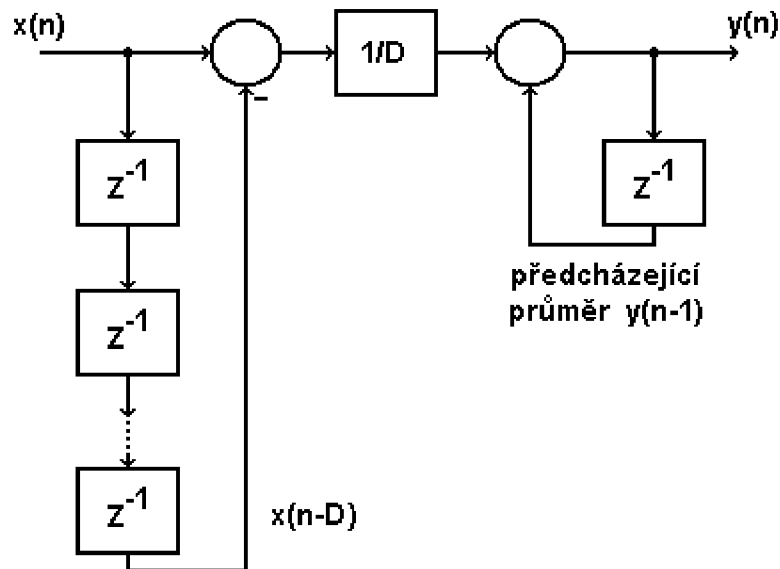 x(n)
1/D
y(n)
-
z⁻¹
z⁻¹
předcházející
průměr y(n-1)
z⁻¹
z⁻¹
x(n-D)